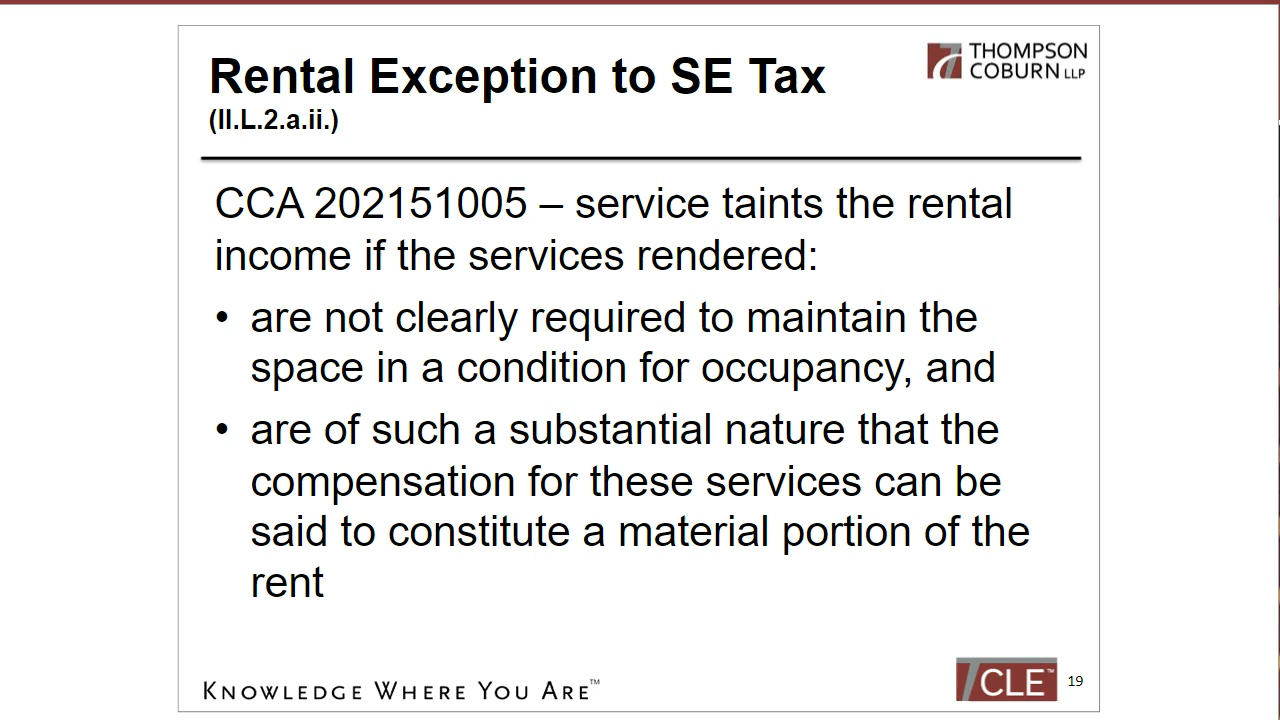 Rental Exception to SE Tax
(II.L.2.a.ii.)
THOMPSON
COBURN LLP
CCA 202151005 – service taints the rental
income if the services rendered:
• are not clearly required to maintain the
space in a condition for occupancy, and
• are of such a substantial nature that the
compensation for these services can be
said to constitute a material portion of the
rent
KNOWLEDGE WHERE YOU ARE™
CLE™
19